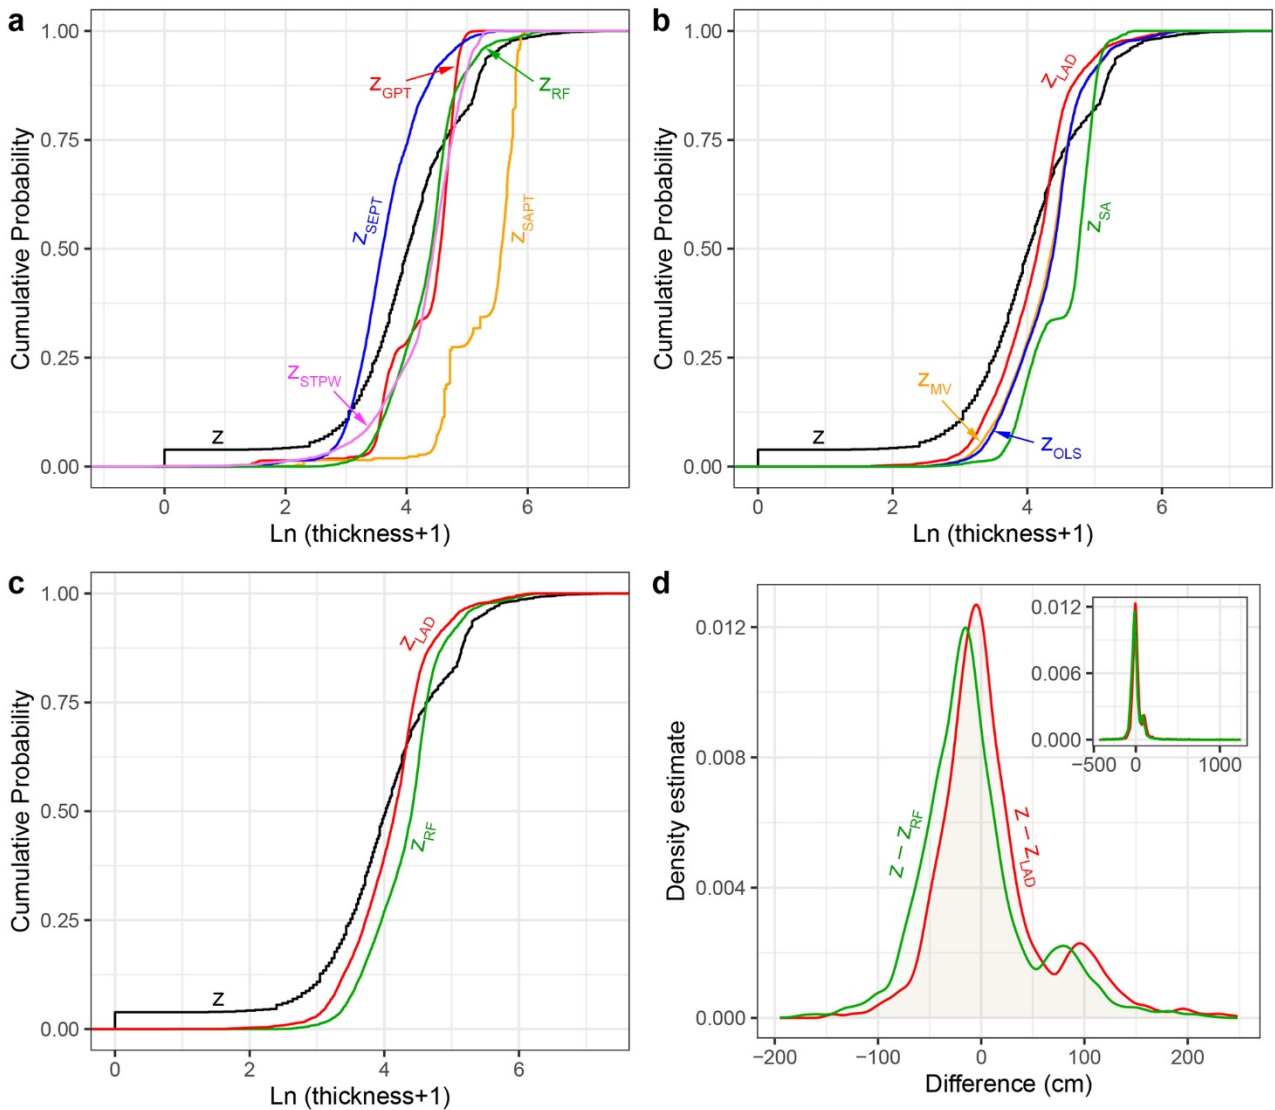 a
1.00
0.75
0.50
0.25
0.00
Cumulative Probability
z_GPT
z_RF
z_SEPT
z_SAPT
z_STPW
z
0 2 4 6
Ln (thickness+1)
b
1.00
0.75
0.50
0.25
0.00
Cumulative Probability
z_LAD
z_SA
z_MV
z_OLS
z
0 2 4 6
Ln (thickness+1)
c
1.00
0.75
0.50
0.25
0.00
Cumulative Probability
z_LAD
z_RF
z
0 2 4 6
Ln (thickness+1)
d
0.012
0.008
0.004
0.000
Density estimate
z − z_RF
z − z_LAD
0.012
0.006
0.000
−500 0 1000
−200 −100 0 100 200
Difference (cm)